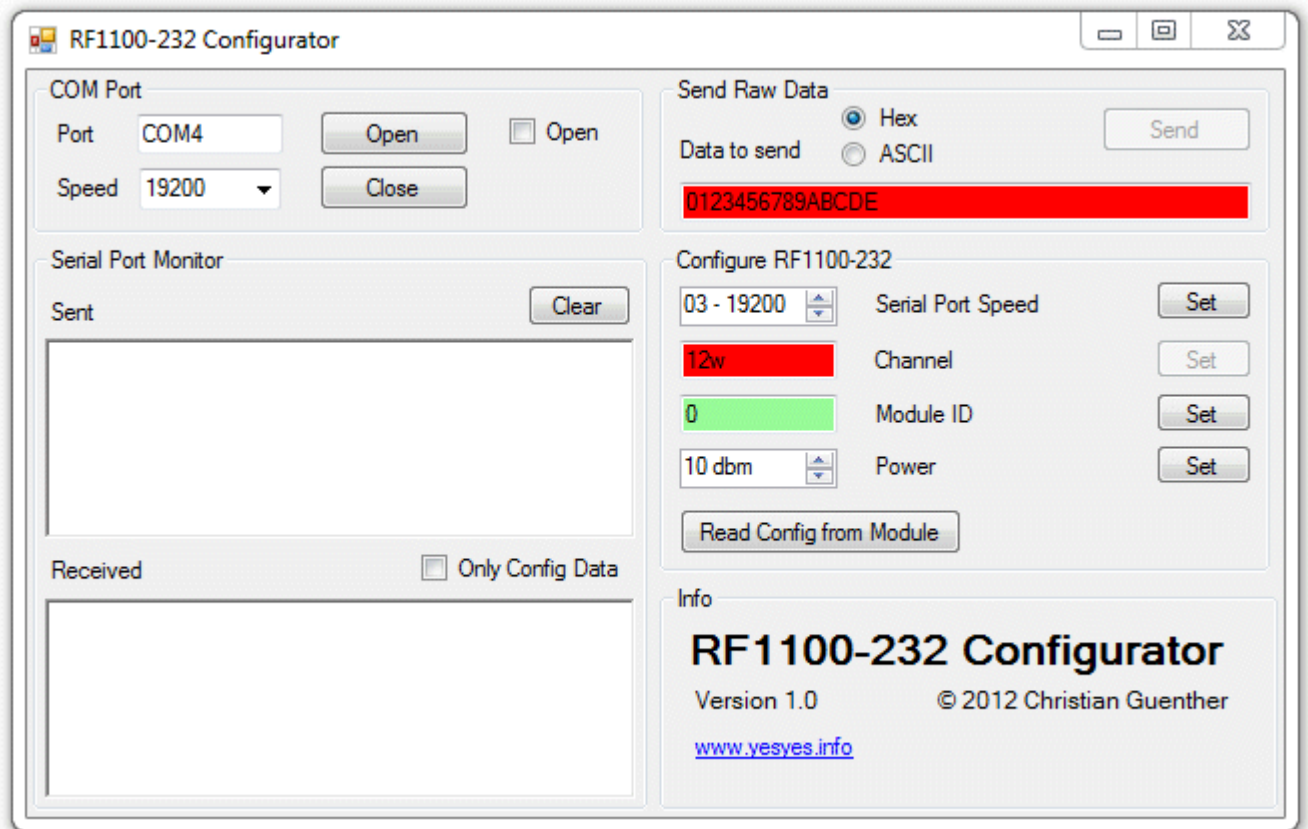 RF1100-232 Configurator
COM Port
Port COM4 Open Open
Speed 19200 Close
Send Raw Data
Data to send Hex ASCII Send
0123456789ABCDE
Serial Port Monitor
Sent Clear
Received Only Config Data
Configure RF1100-232
03 - 19200 Serial Port Speed Set
12w Channel Set
0 Module ID Set
10 dbm Power Set
Read Config from Module
Info
RF1100-232 Configurator
Version 1.0 © 2012 Christian Guenther
www.yesyes.info